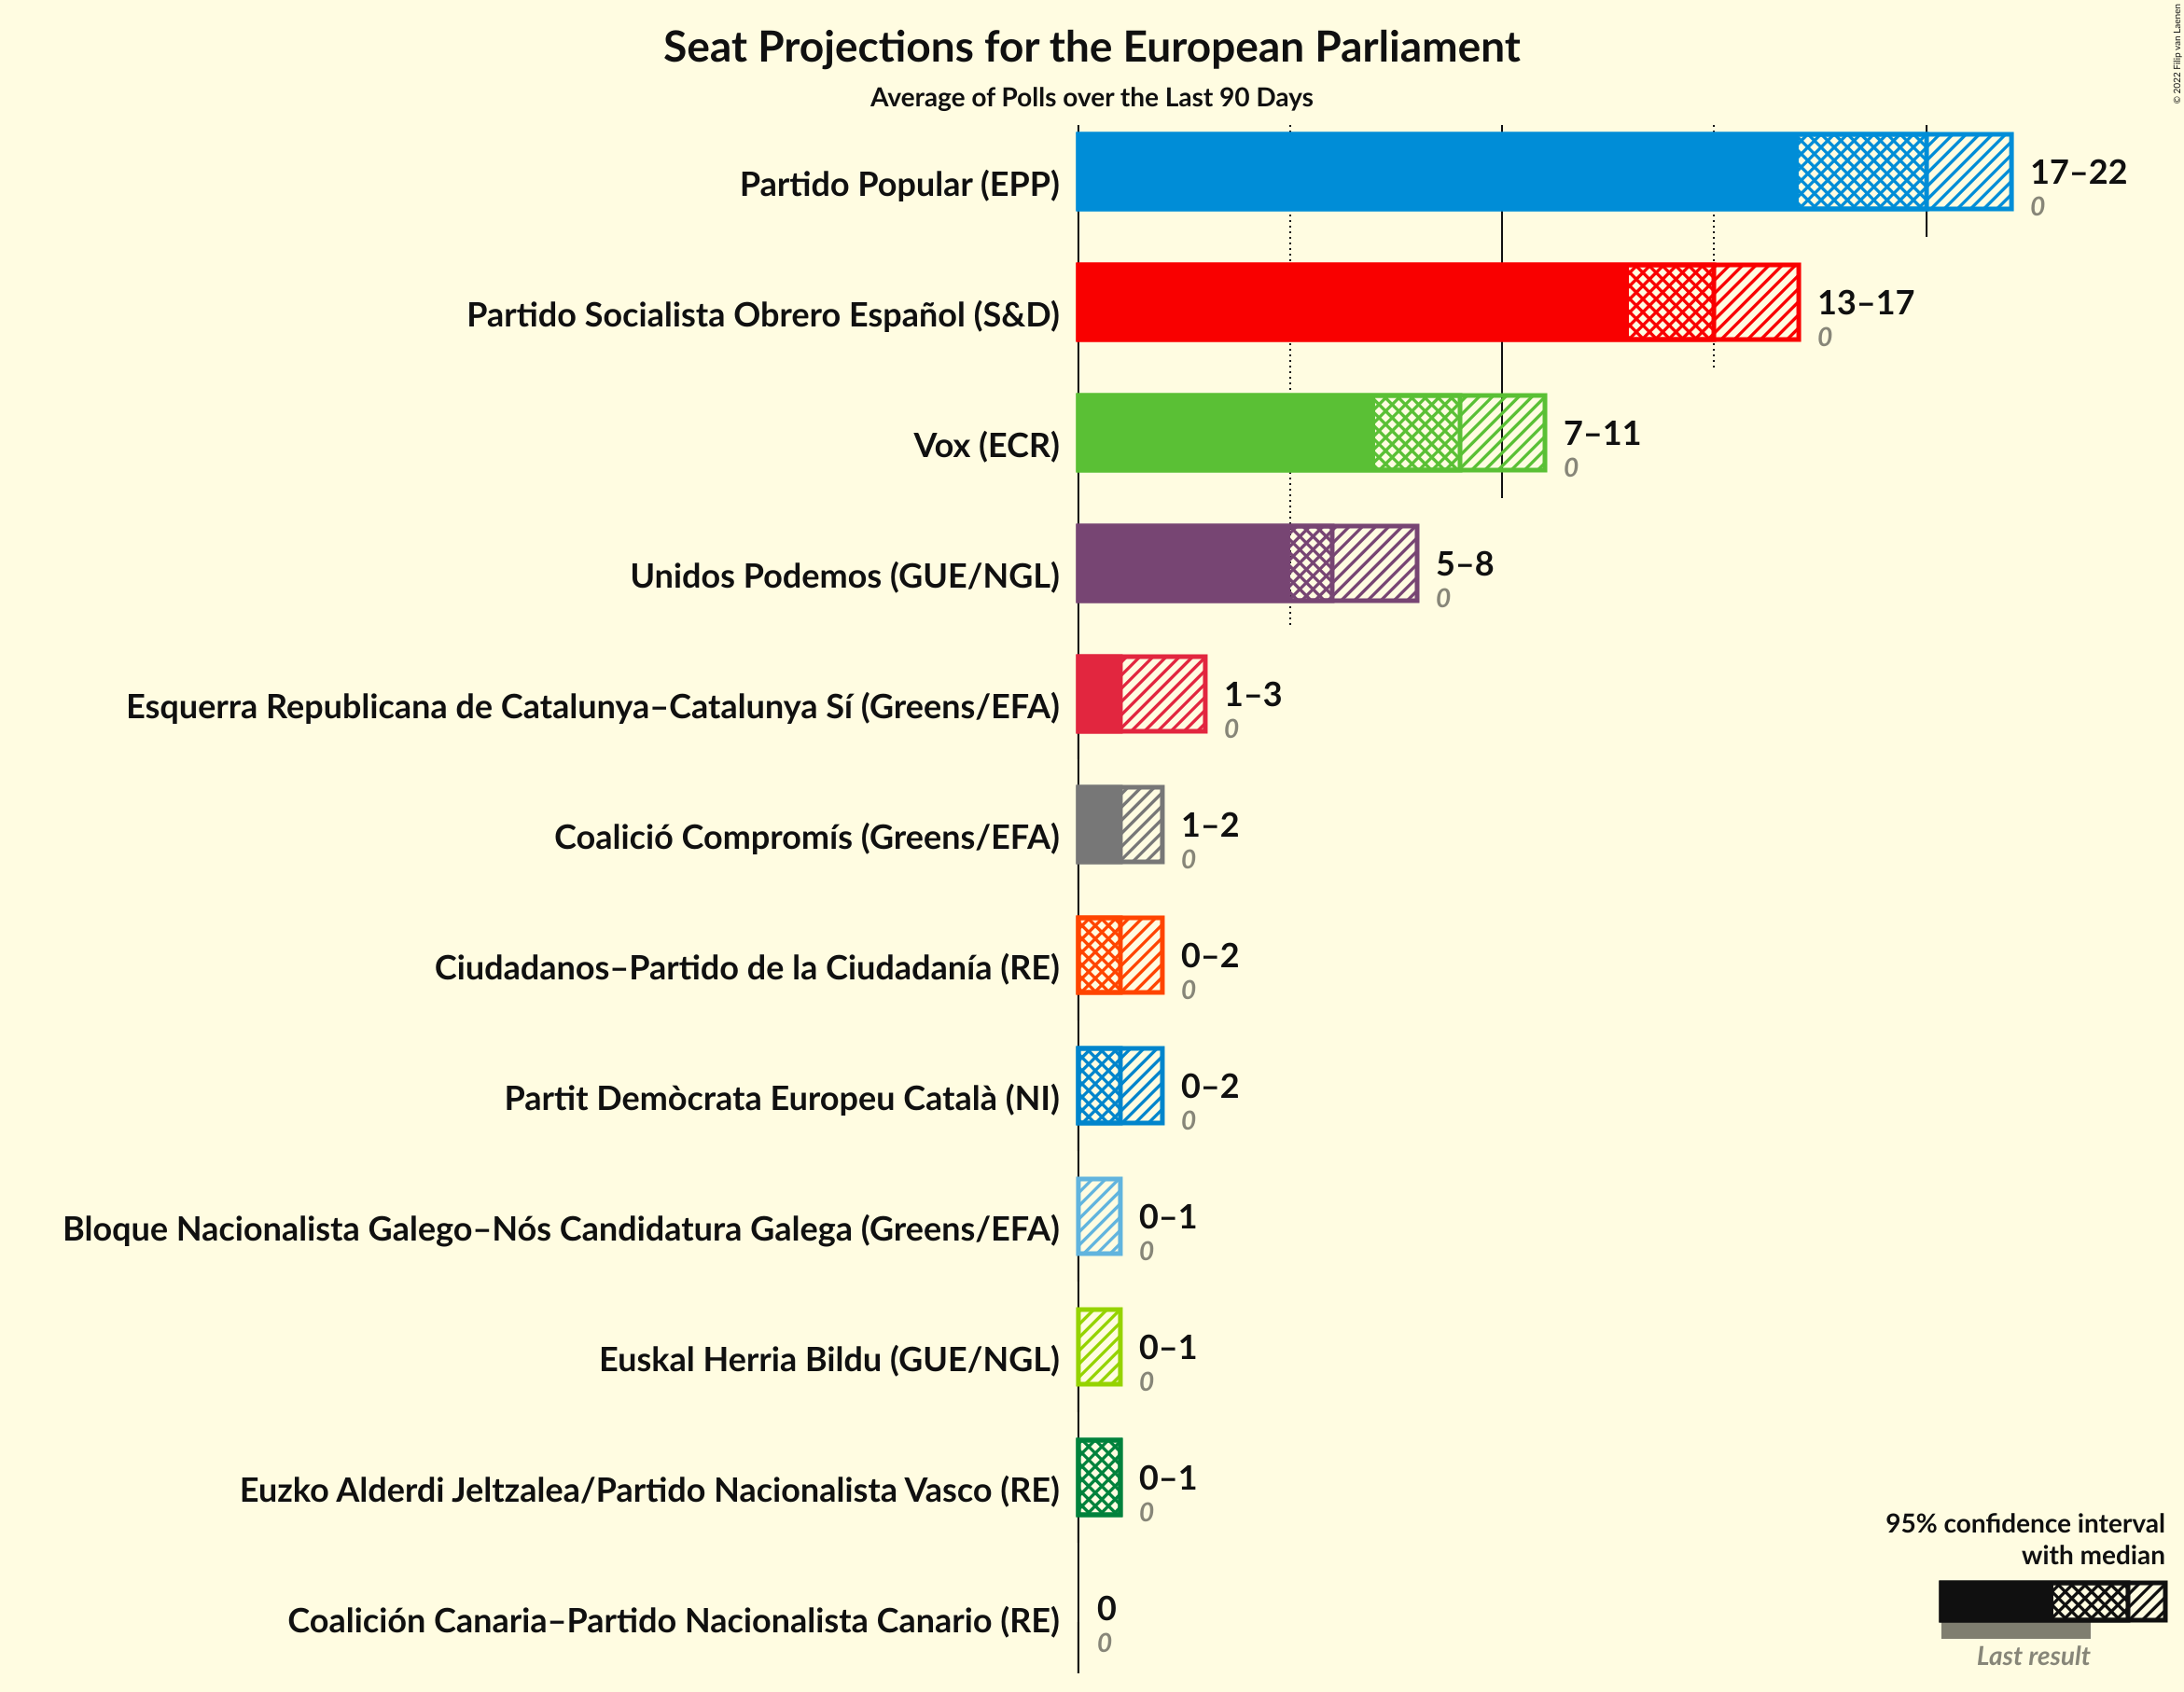 Seat Projections for the European Parliament
Average of Polls over the Last 90 Days
© 2022 Filip van Laenen
Partido Popular (EPP)
17–22
0
Partido Socialista Obrero Español (S&D)
13–17
0
Vox (ECR)
7–11
0
Unidos Podemos (GUE/NGL)
5–8
0
Esquerra Republicana de Catalunya–Catalunya Sí (Greens/EFA)
1–3
0
Coalició Compromís (Greens/EFA)
1–2
0
Ciudadanos–Partido de la Ciudadanía (RE)
0–2
0
Partit Demòcrata Europeu Català (NI)
0–2
0
Bloque Nacionalista Galego–Nós Candidatura Galega (Greens/EFA)
0–1
0
Euskal Herria Bildu (GUE/NGL)
0–1
0
Euzko Alderdi Jeltzalea/Partido Nacionalista Vasco (RE)
0–1
0
Coalición Canaria–Partido Nacionalista Canario (RE)
0
0
95% confidence interval
with median
Last result